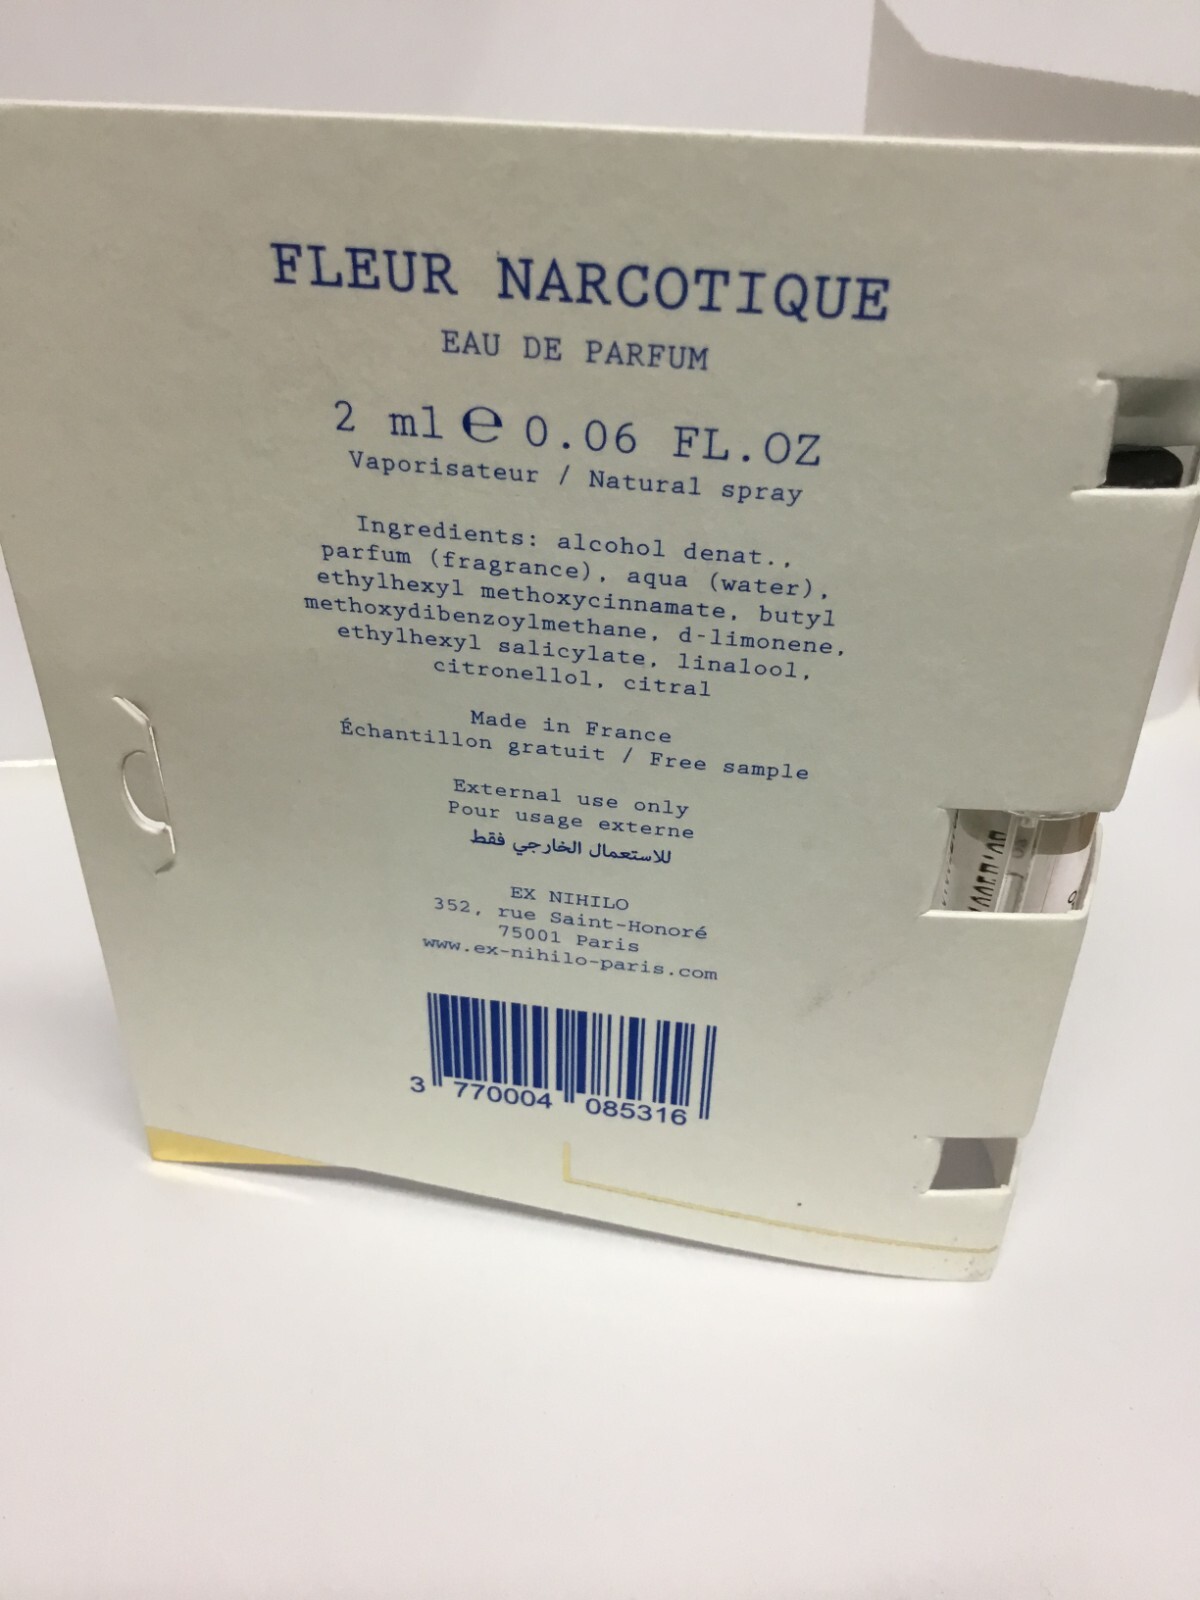 FLEUR NARCOTIQUE
EAU DE PARFUM
2 ml ℮ 0.06 FL.OZ
Vaporisateur / Natural spray
Ingredients: alcohol denat.,
parfum (fragrance), aqua (water),
ethylhexyl methoxycinnamate, butyl
methoxydibenzoylmethane, d-limonene,
ethylhexyl salicylate, linalool,
citronellol, citral
Made in France
Échantillon gratuit / Free sample
External use only
Pour usage externe
للاستعمال الخارجي فقط
EX NIHILO
352, rue Saint-Honoré
75001 Paris
www.ex-nihilo-paris.com
3 770004 085316